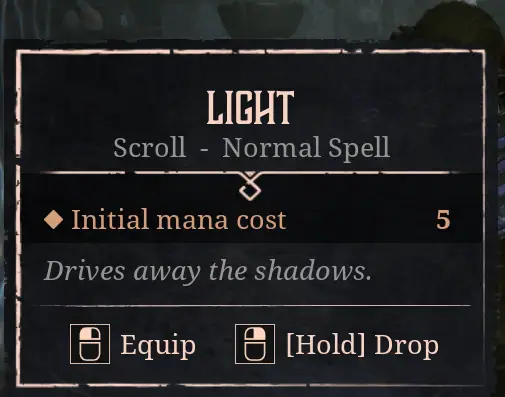 LIGHT
Scroll - Normal Spell
Initial mana cost 5
Drives away the shadows.
Equip [Hold] Drop